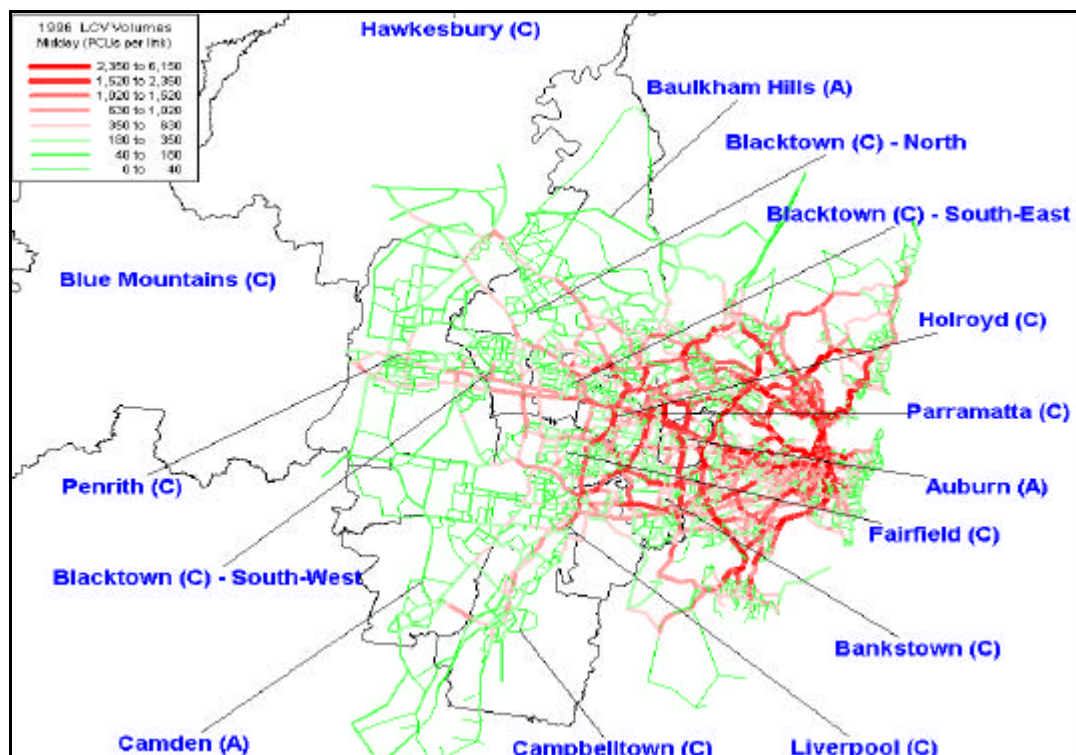 1996 LCV Volumes
Midday (PCUs per link)
2,350 to 6,150
1,520 to 2,350
1,020 to 1,520
630 to 1,020
350 to 630
180 to 350
40 to 180
0 to 40
Hawkesbury (C)
Baulkham Hills (A)
Blacktown (C) - North
Blacktown (C) - South-East
Blue Mountains (C)
Holroyd (C)
Parramatta (C)
Penrith (C)
Auburn (A)
Fairfield (C)
Blacktown (C) - South-West
Bankstown (C)
Camden (A)
Campbelltown (C)
Liverpool (C)